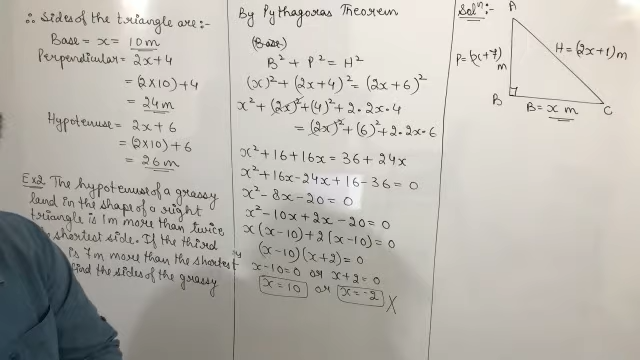 ∴ Sides of the triangle are:-
Base = x = 10m
Perpendicular = 2x+4
= (2×10)+4
= 24m
Hypotenuse = 2x+6
= (2×10)+6
= 26m
Ex2 The hypotenuse of a grassy
land in the shape of a right
triangle is 1m more than twice
the shortest side. If the third
is 7m more than the shortest
find the sides of the grassy
By Pythagoras Theorem
(Base)
B² + P² = H²
(x)² + (2x+4)² = (2x+6)²
x² + (2x)² + (4)² + 2·2x·4
= (2x)² + (6)² + 2·2x·6
x² + 16 + 16x = 36 + 24x
x² + 16x - 24x + 16 - 36 = 0
x² - 8x - 20 = 0
x² - 10x + 2x - 20 = 0
x(x-10) + 2(x-10) = 0
(x-10)(x+2) = 0
x-10=0 or x+2=0
x=10 or x=-2 X
Solⁿ:-
A
P=(x+7)m
H=(2x+1)m
B
B=x m
C